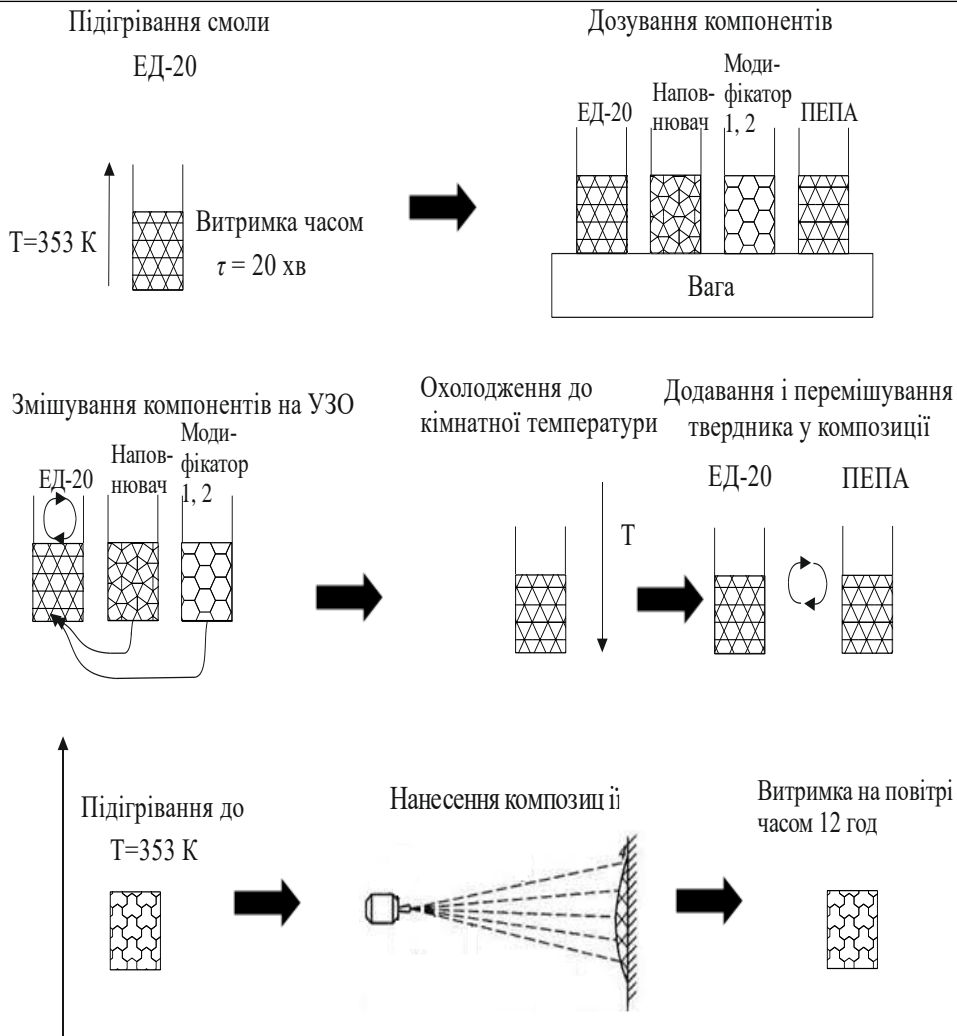 Підігрівання смоли
ЕД-20
Т=353 К
Витримка часом
τ = 20 хв
Дозування компонентів
ЕД-20
Напов-
нювач
Моди-
фікатор
1, 2
ПЕПА
Вага
Змішування компонентів на УЗО
ЕД-20
Напов-
нювач
Моди-
фікатор
1, 2
Охолодження до
кімнатної температури
Т
Додавання і перемішування
твердника у композиції
ЕД-20
ПЕПА
Підігрівання до
Т=353 К
Нанесення композиц ії
Витримка на повітрі
часом 12 год